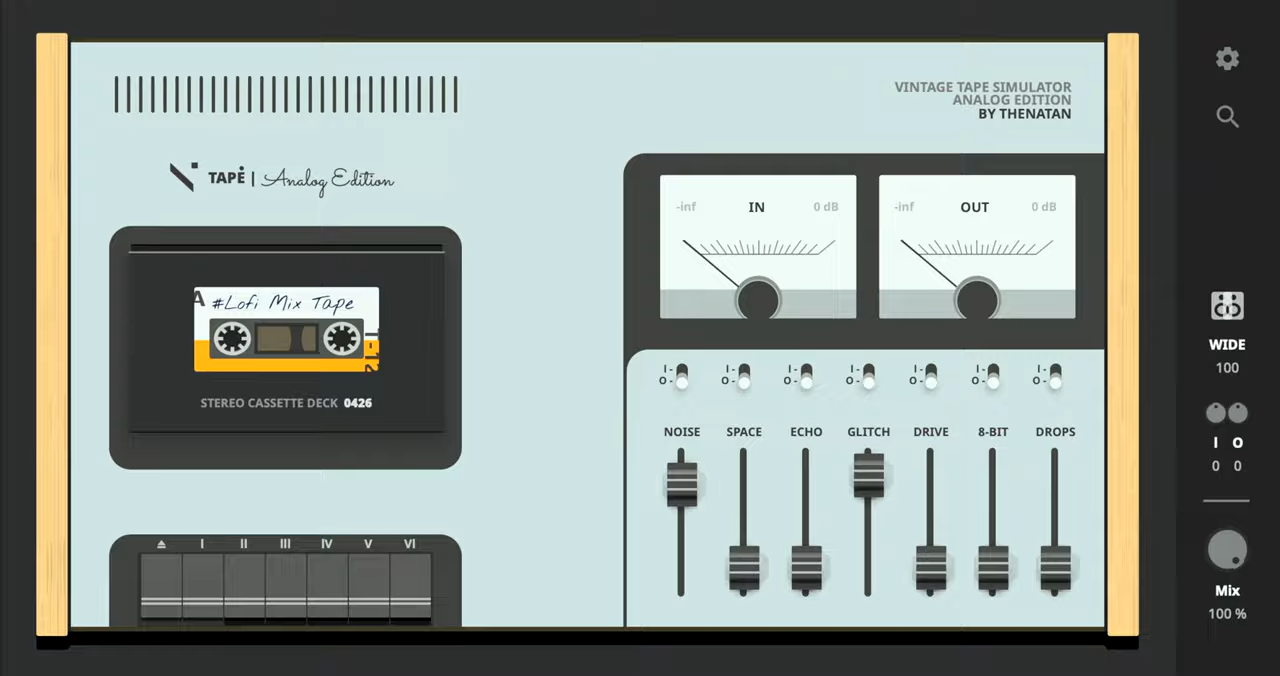 VINTAGE TAPE SIMULATOR
ANALOG EDITION
BY THENATAN
TAPE | Analog Edition
-inf IN 0 dB
-inf OUT 0 dB
A #Lofi Mix Tape
STEREO CASSETTE DECK 0426
I - I - I - I - I - I - I -
O - O - O - O - O - O - O -
NOISE SPACE ECHO GLITCH DRIVE 8-BIT DROPS
I II III IV V VI
WIDE
100
I O
0 0
Mix
100 %